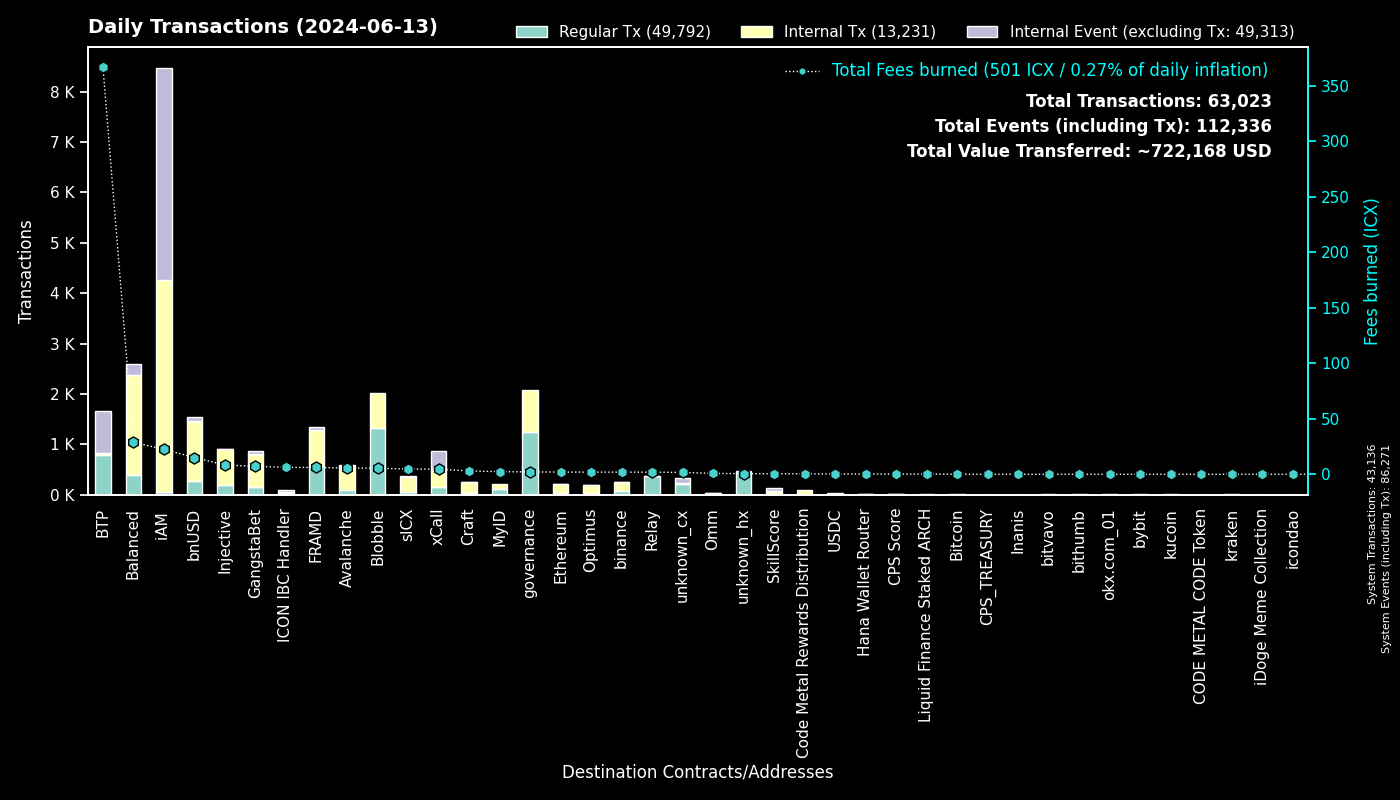 Daily Transactions (2024-06-13)
Regular Tx (49,792)
Internal Tx (13,231)
Internal Event (excluding Tx: 49,313)
Total Fees burned (501 ICX / 0.27% of daily inflation)
Total Transactions: 63,023
Total Events (including Tx): 112,336
Total Value Transferred: ~722,168 USD
Transactions
8 K
7 K
6 K
5 K
4 K
3 K
2 K
1 K
0 K
350
300
250
200
150
100
50
0
Fees burned (ICX)
BTP
Balanced
iAM
bnUSD
Injective
GangstaBet
ICON IBC Handler
FRAMD
Avalanche
Blobble
sICX
xCall
Craft
MyID
governance
Ethereum
Optimus
binance
Relay
unknown_cx
Omm
unknown_hx
SkillScore
Code Metal Rewards Distribution
USDC
Hana Wallet Router
CPS Score
Liquid Finance Staked ARCH
Bitcoin
CPS_TREASURY
Inanis
bitvavo
bithumb
okx.com_01
bybit
kucoin
CODE METAL CODE Token
kraken
iDoge Meme Collection
icondao
Destination Contracts/Addresses
System Transactions: 43,136
System Events (including Tx): 86,271